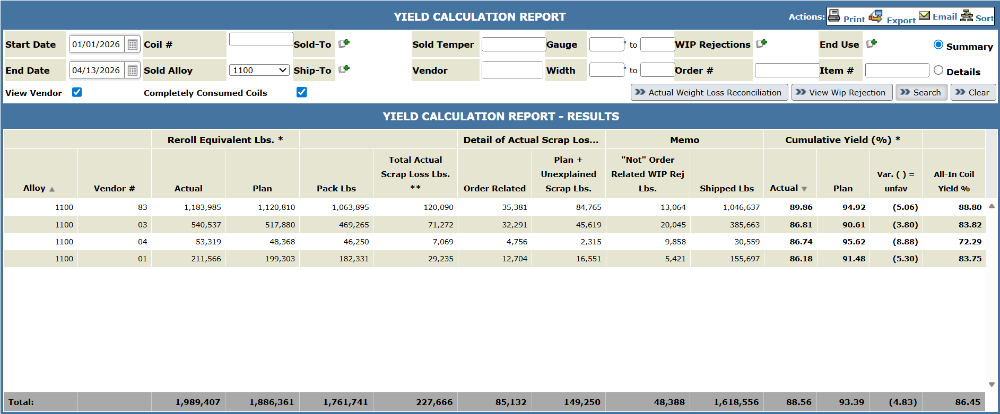 YIELD CALCULATION REPORT
Actions: Print Export Email Sort
Start Date 01/01/2026 Coil # Sold-To Sold Temper Gauge " to WIP Rejections End Use Summary
End Date 04/13/2026 Sold Alloy 1100 Ship-To Vendor Width " to " Order # Item # Details
View Vendor Completely Consumed Coils Actual Weight Loss Reconciliation View Wip Rejection Search Clear
YIELD CALCULATION REPORT - RESULTS
Reroll Equivalent Lbs. * Detail of Actual Scrap Los... Memo Cumulative Yield (%) *
Alloy Vendor # Actual Plan Pack Lbs Total Actual Scrap Loss Lbs. ** Order Related Plan + Unexplained Scrap Lbs. "Not" Order Related WIP Rej Lbs. Shipped Lbs Actual Plan Var. ( ) = unfav All-In Coil Yield %
1100 83 1,183,985 1,120,810 1,063,895 120,090 35,381 84,765 13,064 1,046,637 89.86 94.92 (5.06) 88.80
1100 03 540,537 517,880 469,265 71,272 32,291 45,619 20,045 385,663 86.81 90.61 (3.80) 83.82
1100 04 53,319 48,368 46,250 7,069 4,756 2,315 9,858 30,559 86.74 95.62 (8.88) 72.29
1100 01 211,566 199,303 182,331 29,235 12,704 16,551 5,421 155,697 86.18 91.48 (5.30) 83.75
Total: 1,989,407 1,886,361 1,761,741 227,666 85,132 149,250 48,388 1,618,556 88.56 93.39 (4.83) 86.45